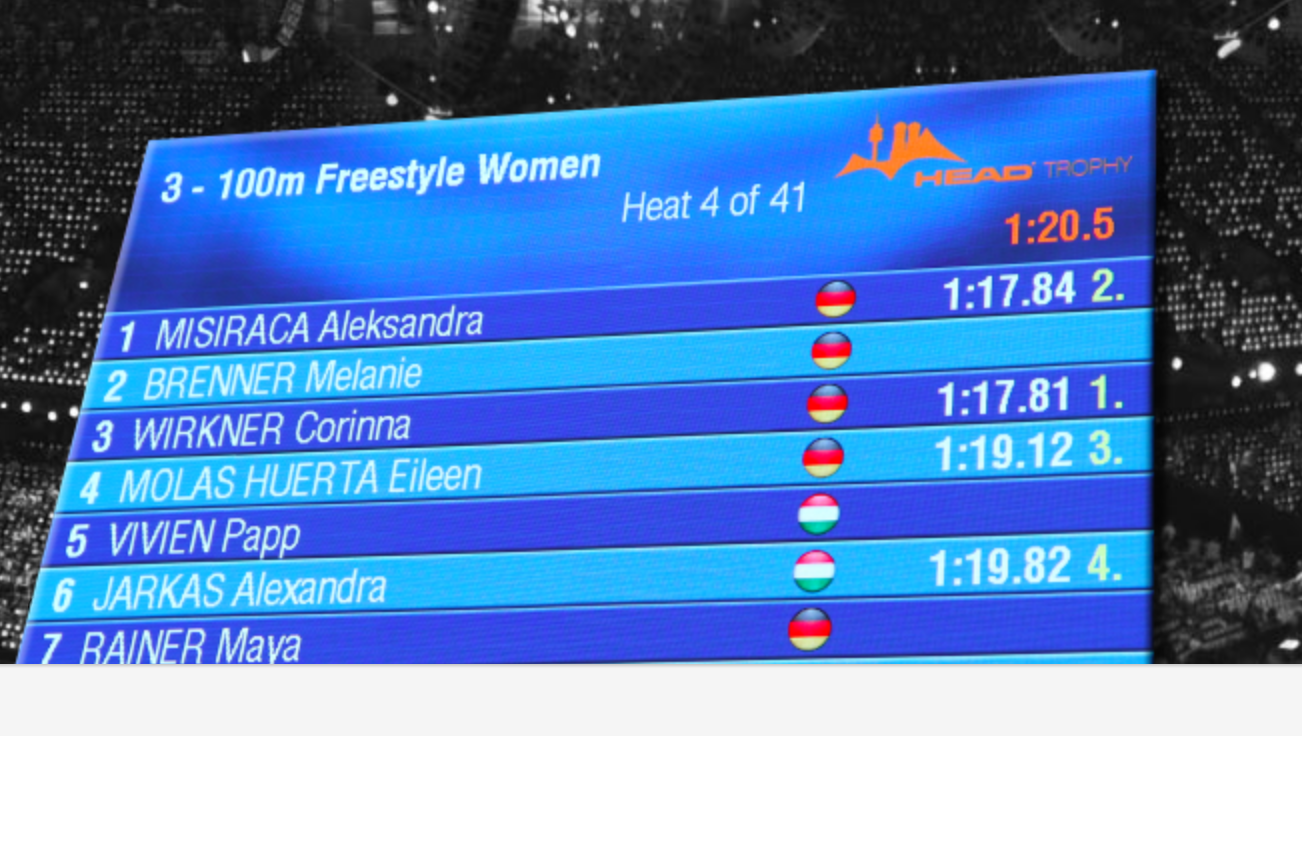 3 - 100m Freestyle Women
HEAD TROPHY
Heat 4 of 41
1:20.5
1 MISIRACA Aleksandra 1:17.84 2.
2 BRENNER Melanie
3 WIRKNER Corinna 1:17.81 1.
4 MOLAS HUERTA Eileen 1:19.12 3.
5 VIVIEN Papp
6 JARKAS Alexandra 1:19.82 4.
7 RAINER Maya